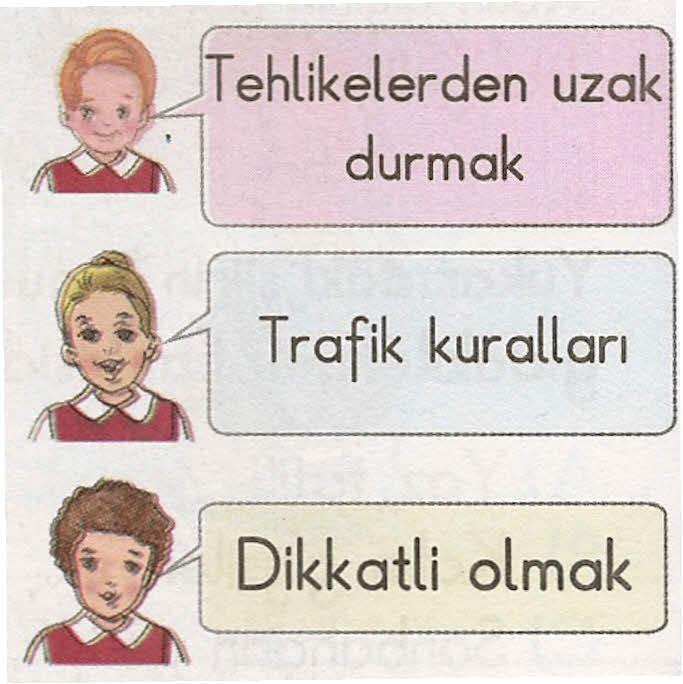 Tehlikelerden uzak
durmak
Trafik kuralları
Dikkatli olmak